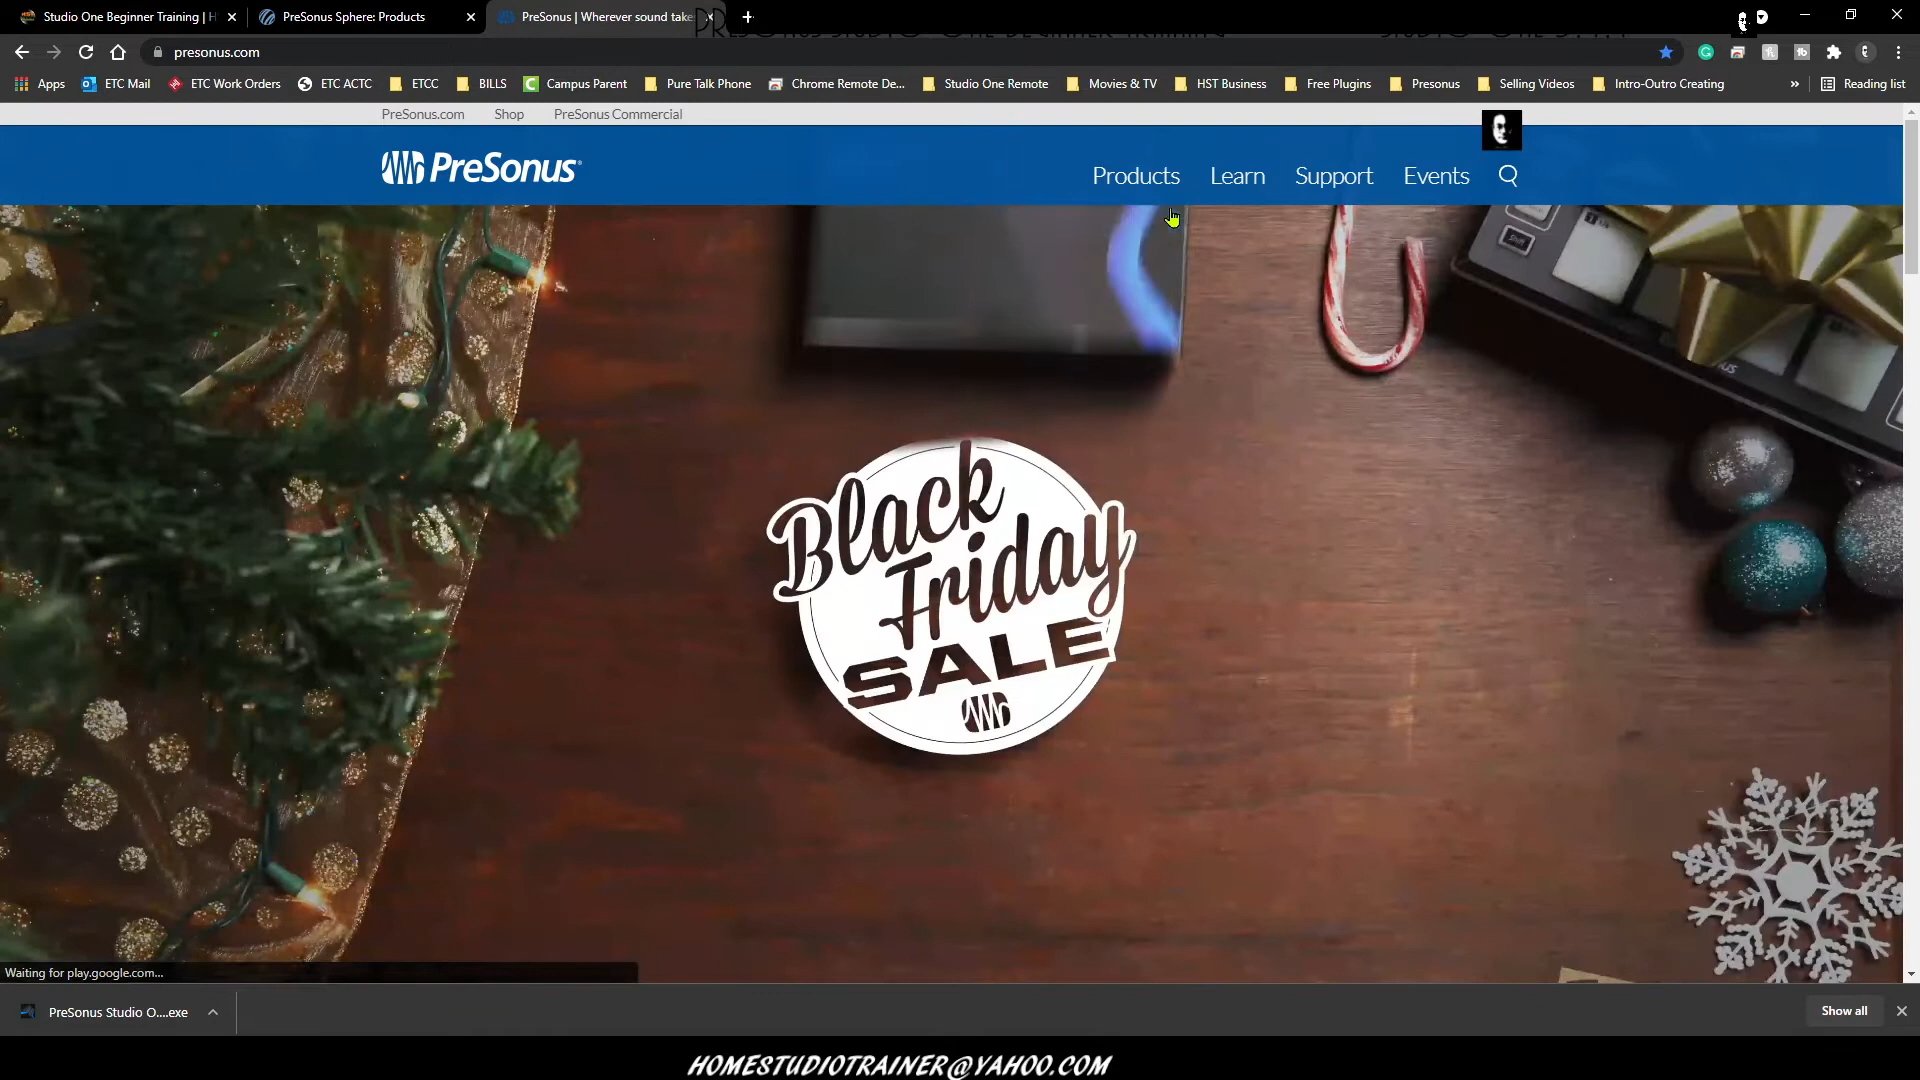 Studio One Beginner Training | H
PreSonus Sphere: Products
PreSonus | Wherever sound take
presonus.com
Apps
ETC Mail
ETC Work Orders
ETC ACTC
ETCC
BILLS
Campus Parent
Pure Talk Phone
Chrome Remote De...
Studio One Remote
Movies & TV
HST Business
Free Plugins
Presonus
Selling Videos
Intro-Outro Creating
Reading list
PreSonus.com
Shop
PreSonus Commercial
PreSonus
Products
Learn
Support
Events
Shift
Black
Friday
SALE
Waiting for play.google.com...
PreSonus Studio O....exe
Show all
HOMESTUDIOTRAINER@YAHOO.COM